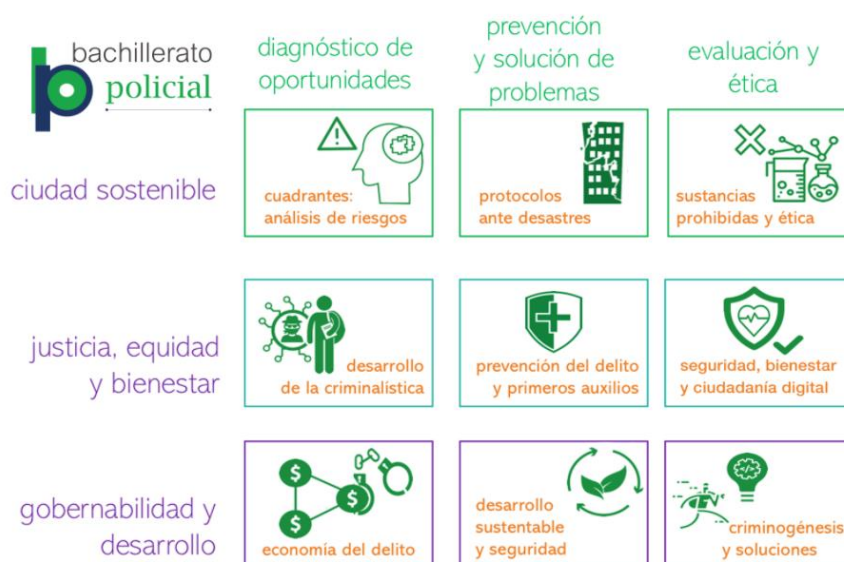 bachillerato
policial
diagnóstico de
oportunidades
prevención
y solución de
problemas
evaluación y
ética
ciudad sostenible
cuadrantes:
análisis de riesgos
protocolos
ante desastres
sustancias
prohibidas y ética
justicia, equidad
y bienestar
desarrollo
de la criminalística
prevención del delito
y primeros auxilios
seguridad, bienestar
y ciudadanía digital
gobernabilidad y
desarrollo
$
$
$
economía del delito
desarrollo
sustentable
y seguridad
</>
criminogénesis
y soluciones